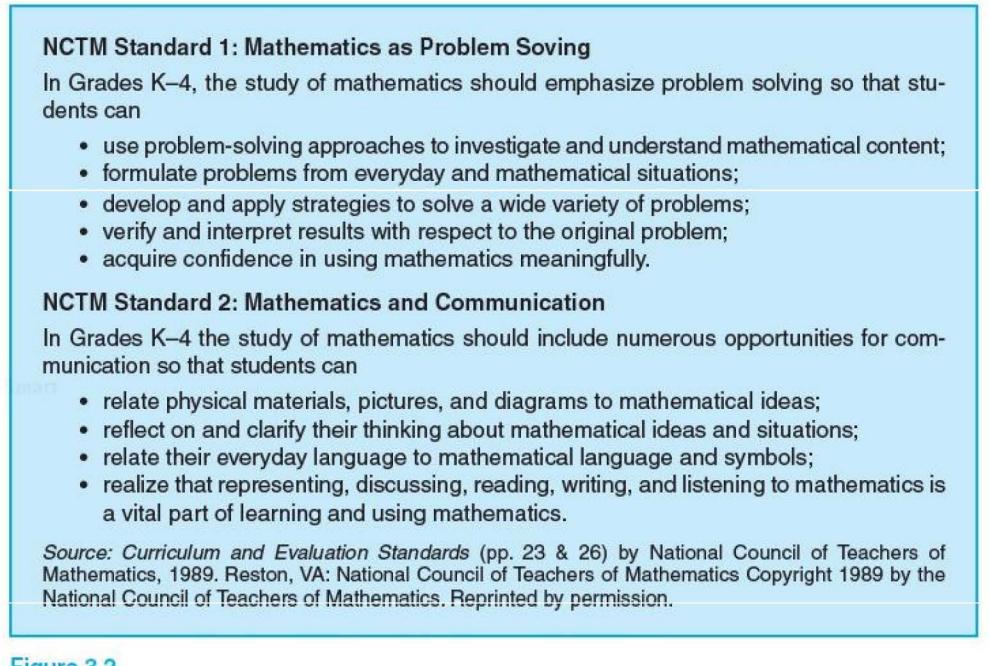 NCTM Standard 1: Mathematics as Problem Soving
In Grades K–4, the study of mathematics should emphasize problem solving so that stu-
dents can
• use problem-solving approaches to investigate and understand mathematical content;
• formulate problems from everyday and mathematical situations;
• develop and apply strategies to solve a wide variety of problems;
• verify and interpret results with respect to the original problem;
• acquire confidence in using mathematics meaningfully.
NCTM Standard 2: Mathematics and Communication
In Grades K–4 the study of mathematics should include numerous opportunities for com-
munication so that students can
• relate physical materials, pictures, and diagrams to mathematical ideas;
• reflect on and clarify their thinking about mathematical ideas and situations;
• relate their everyday language to mathematical language and symbols;
• realize that representing, discussing, reading, writing, and listening to mathematics is
a vital part of learning and using mathematics.
Source: Curriculum and Evaluation Standards (pp. 23 & 26) by National Council of Teachers of
Mathematics, 1989. Reston, VA: National Council of Teachers of Mathematics Copyright 1989 by the
National Council of Teachers of Mathematics. Reprinted by permission.
Figure 3.2